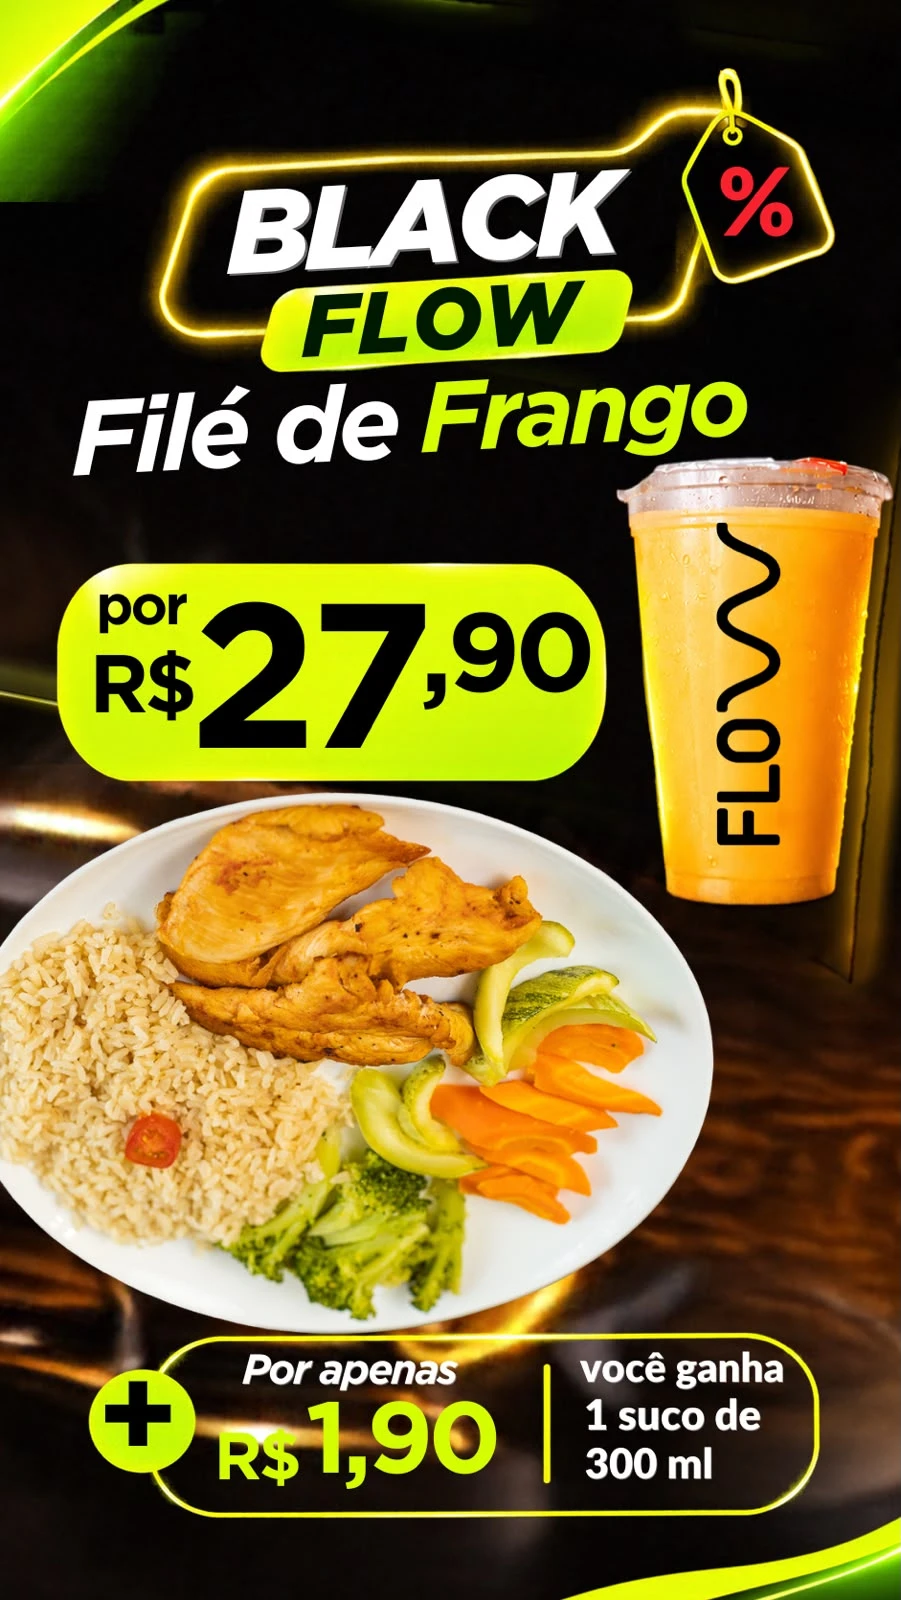 BLACK
%
FLOW
Filé de Frango
por
R$ 27,90
FLOW
+
Por apenas
R$ 1,90
você ganha
1 suco de
300 ml